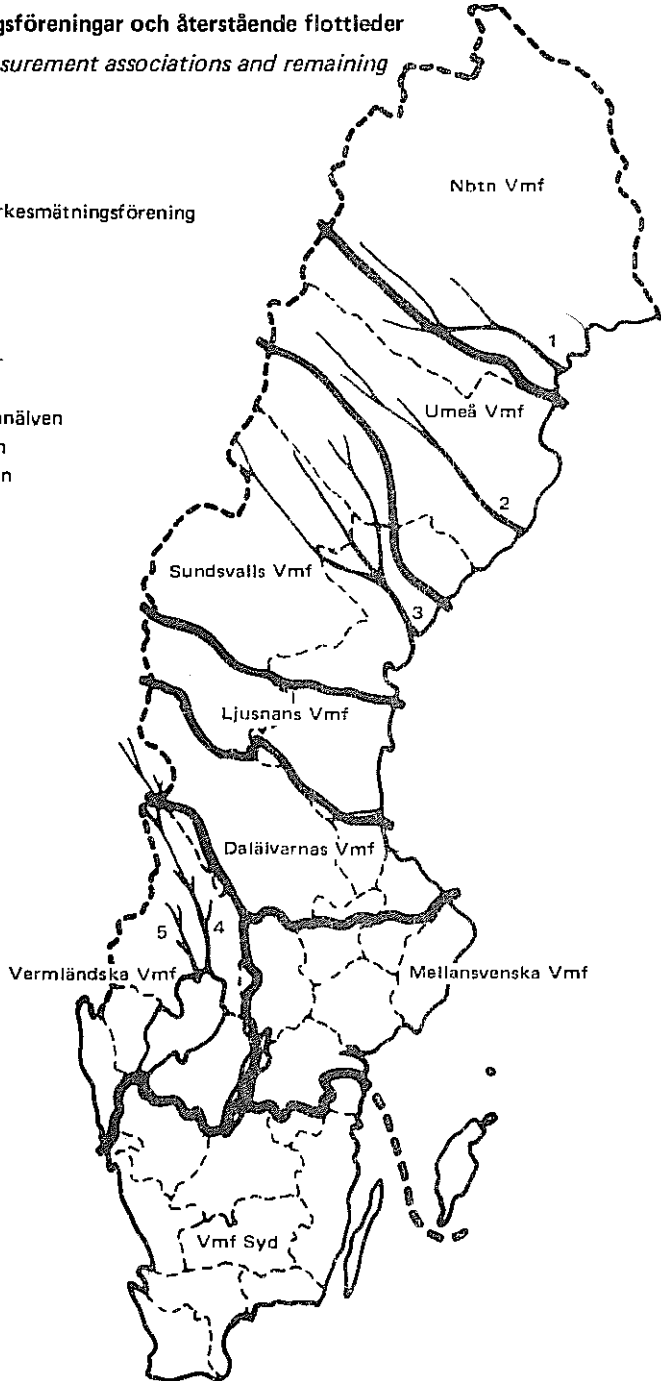 gsföreningar och återstående flottleder
surement associations and remaining
Nbtn Vmf
rkesmätningsförening
1
Umeå Vmf
nälven
n
n
2
Sundsvalls Vmf
3
Ljusnans Vmf
Dalälvarnas Vmf
5
4
Vermländska Vmf
Mellansvenska Vmf
Vmf Syd